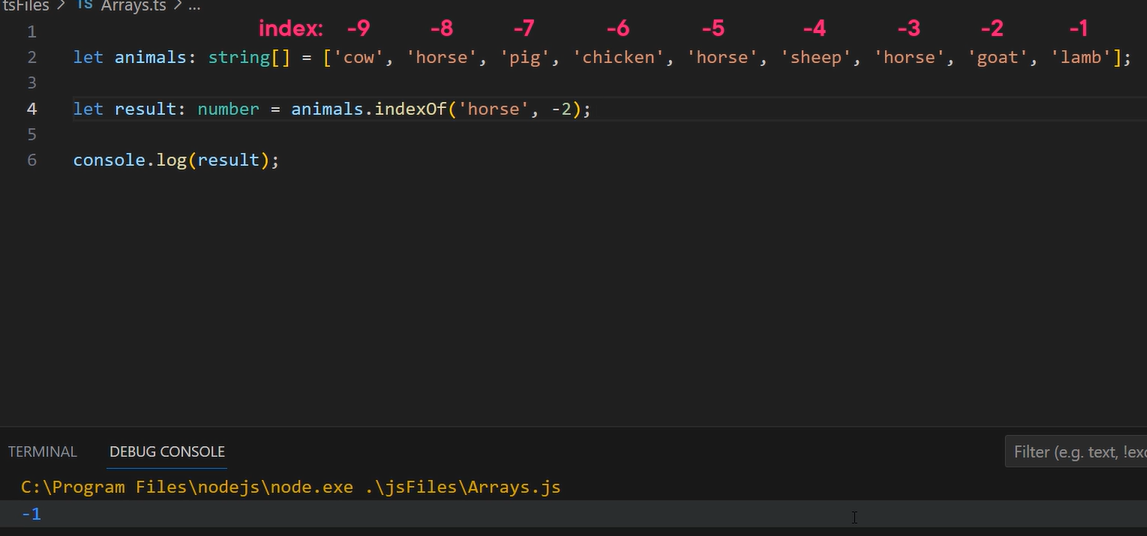 tsFiles > TS Arrays.ts > ...
index: -9 -8 -7 -6 -5 -4 -3 -2 -1
1
2 let animals: string[] = ['cow', 'horse', 'pig', 'chicken', 'horse', 'sheep', 'horse', 'goat', 'lamb'];
3
4 let result: number = animals.indexOf('horse', -2);
5
6 console.log(result);
TERMINAL DEBUG CONSOLE Filter (e.g. text, !exc
C:\Program Files\nodejs\node.exe .\jsFiles\Arrays.js
-1